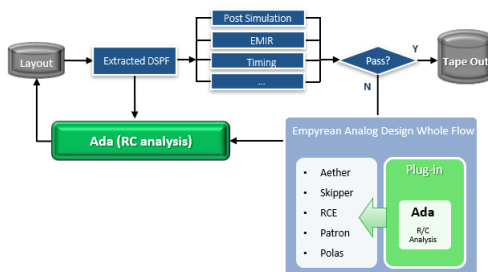 Post Simulation
EMIR
Timing
...
Layout
Extracted DSPF
Pass?
Y
N
Tape Out
Ada (RC analysis)
Empyrean Analog Design Whole Flow
• Aether
• Skipper
• RCE
• Patron
• Polas
Plug-in
Ada
R/C
Analysis